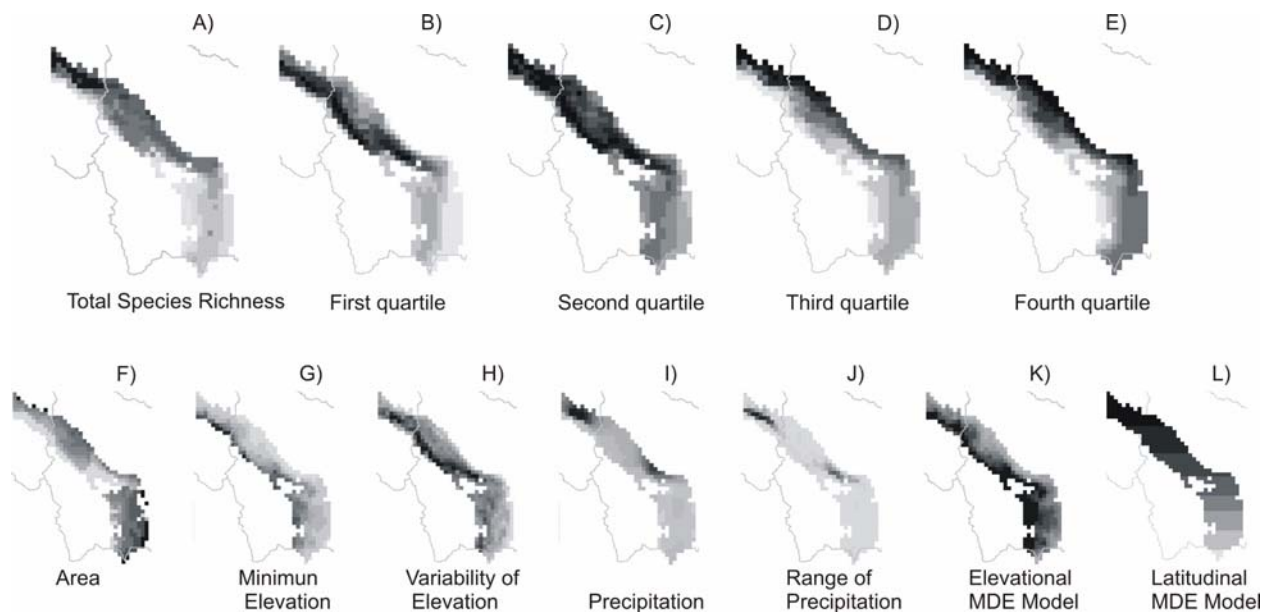 A) B) C) D) E)
Total Species Richness First quartile Second quartile Third quartile Fourth quartile
F) G) H) I) J) K) L)
Area
Minimun
Elevation
Variability of
Elevation
Precipitation
Range of
Precipitation
Elevational
MDE Model
Latitudinal
MDE Model